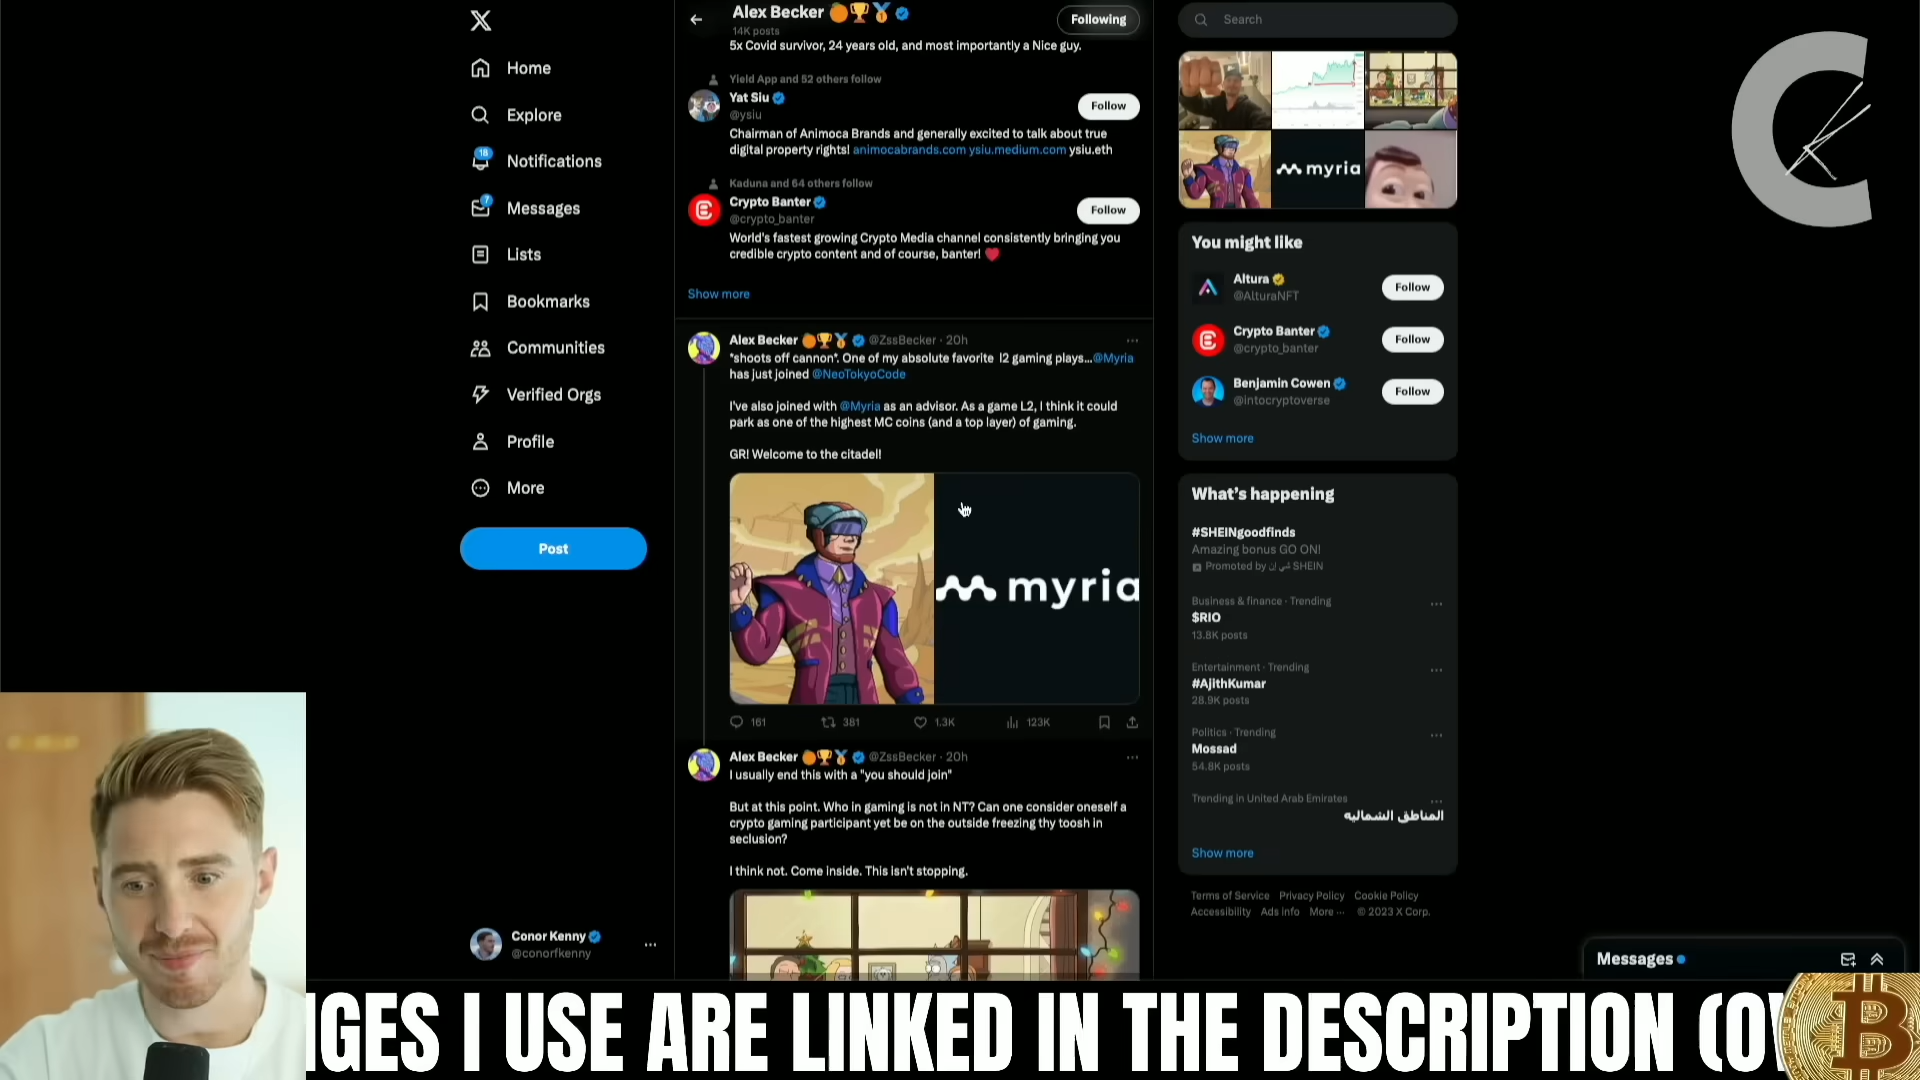 Home
Explore
18
Notifications
7
Messages
Lists
Bookmarks
Communities
Verified Orgs
Profile
More
Post
Conor Kenny
@conorfkenny
Alex Becker
14K posts
Following
5x Covid survivor, 24 years old, and most importantly a Nice guy.
Yield App and 52 others follow
Yat Siu
@ysiu
Follow
Chairman of Animoca Brands and generally excited to talk about true
digital property rights! animocabrands.com ysiu.medium.com ysiu.eth
Kaduna and 64 others follow
Crypto Banter
@crypto_banter
Follow
World's fastest growing Crypto Media channel consistently bringing you
credible crypto content and of course, banter! ❤️
Show more
Alex Becker @ZssBecker · 20h
*shoots off cannon*. One of my absolute favorite l2 gaming plays...@Myria
has just joined @NeoTokyoCode
I've also joined with @Myria as an advisor. As a game L2, I think it could
park as one of the highest MC coins (and a top layer) of gaming.
GR! Welcome to the citadel!
myria
161 381 1.3K 123K
Alex Becker @ZssBecker · 20h
I usually end this with a "you should join"
But at this point. Who in gaming is not in NT? Can one consider oneself a
crypto gaming participant yet be on the outside freezing thy toosh in
seclusion?
I think not. Come inside. This isn't stopping.
Search
myria
You might like
Altura
@AlturaNFT
Follow
Crypto Banter
@crypto_banter
Follow
Benjamin Cowen
@intocryptoverse
Follow
Show more
What's happening
#SHEINgoodfinds
Amazing bonus GO ON!
Promoted by شي إن SHEIN
Business & finance · Trending
$RIO
13.8K posts
Entertainment · Trending
#AjithKumar
28.9K posts
Politics · Trending
Mossad
54.8K posts
Trending in United Arab Emirates
المناطق الشماليه
Show more
Terms of Service Privacy Policy Cookie Policy
Accessibility Ads info More ··· © 2023 X Corp.
Messages
NGES I USE ARE LINKED IN THE DESCRIPTION (OV